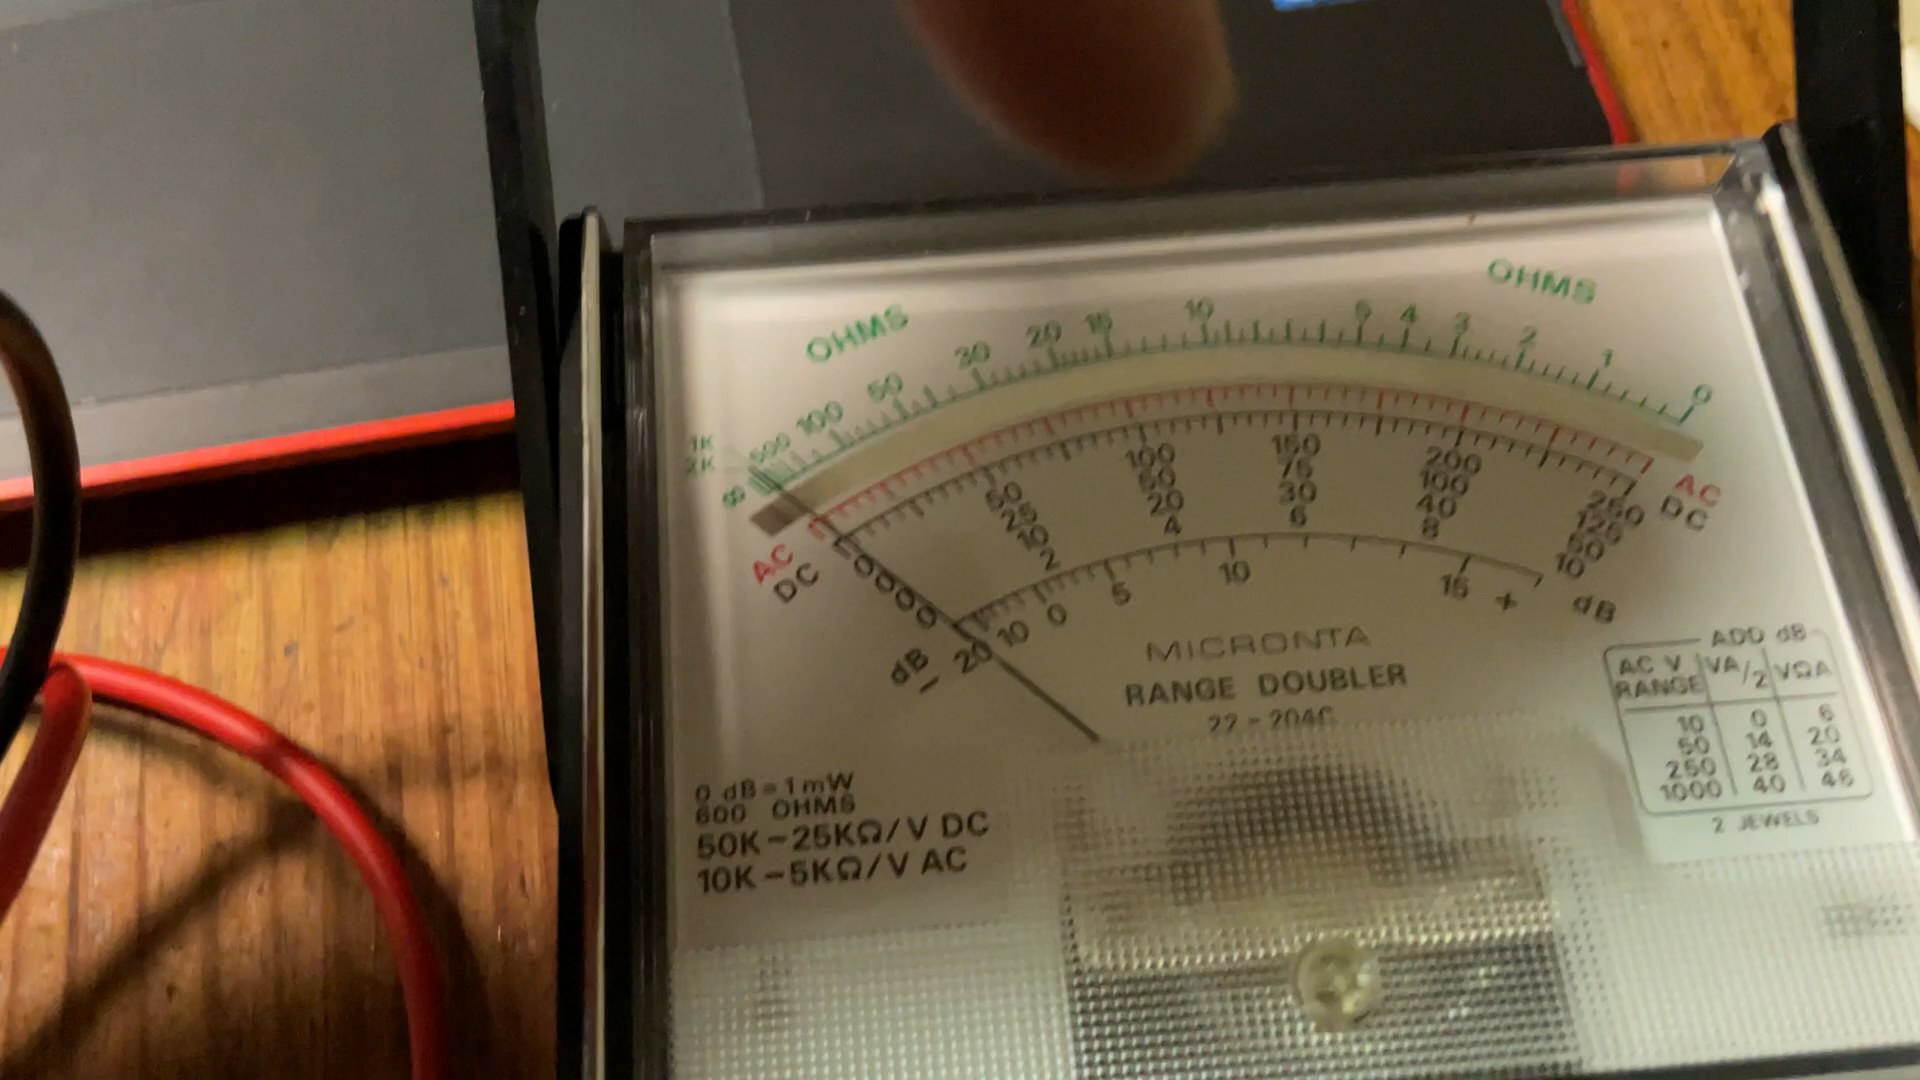 OHMS OHMS
∞ 2K 1K 500 100 50 30 20 15 10 5 4 3 2 1 0
AC AC
DC DC
0 50 100 150 200 250
0 25 50 75 100 125
0 10 20 30 40 50
0 2 4 6 8 10
dB - 20 10 0 5 10 15 + dB
MICRONTA
RANGE DOUBLER
22-204C
0 dB = 1mW
600 OHMS
50K-25KΩ/V DC
10K-5KΩ/V AC
ADD dB
AC V RANGE VA/2 VΩA
10 0 6
50 14 20
250 28 34
1000 40 46
2 JEWELS